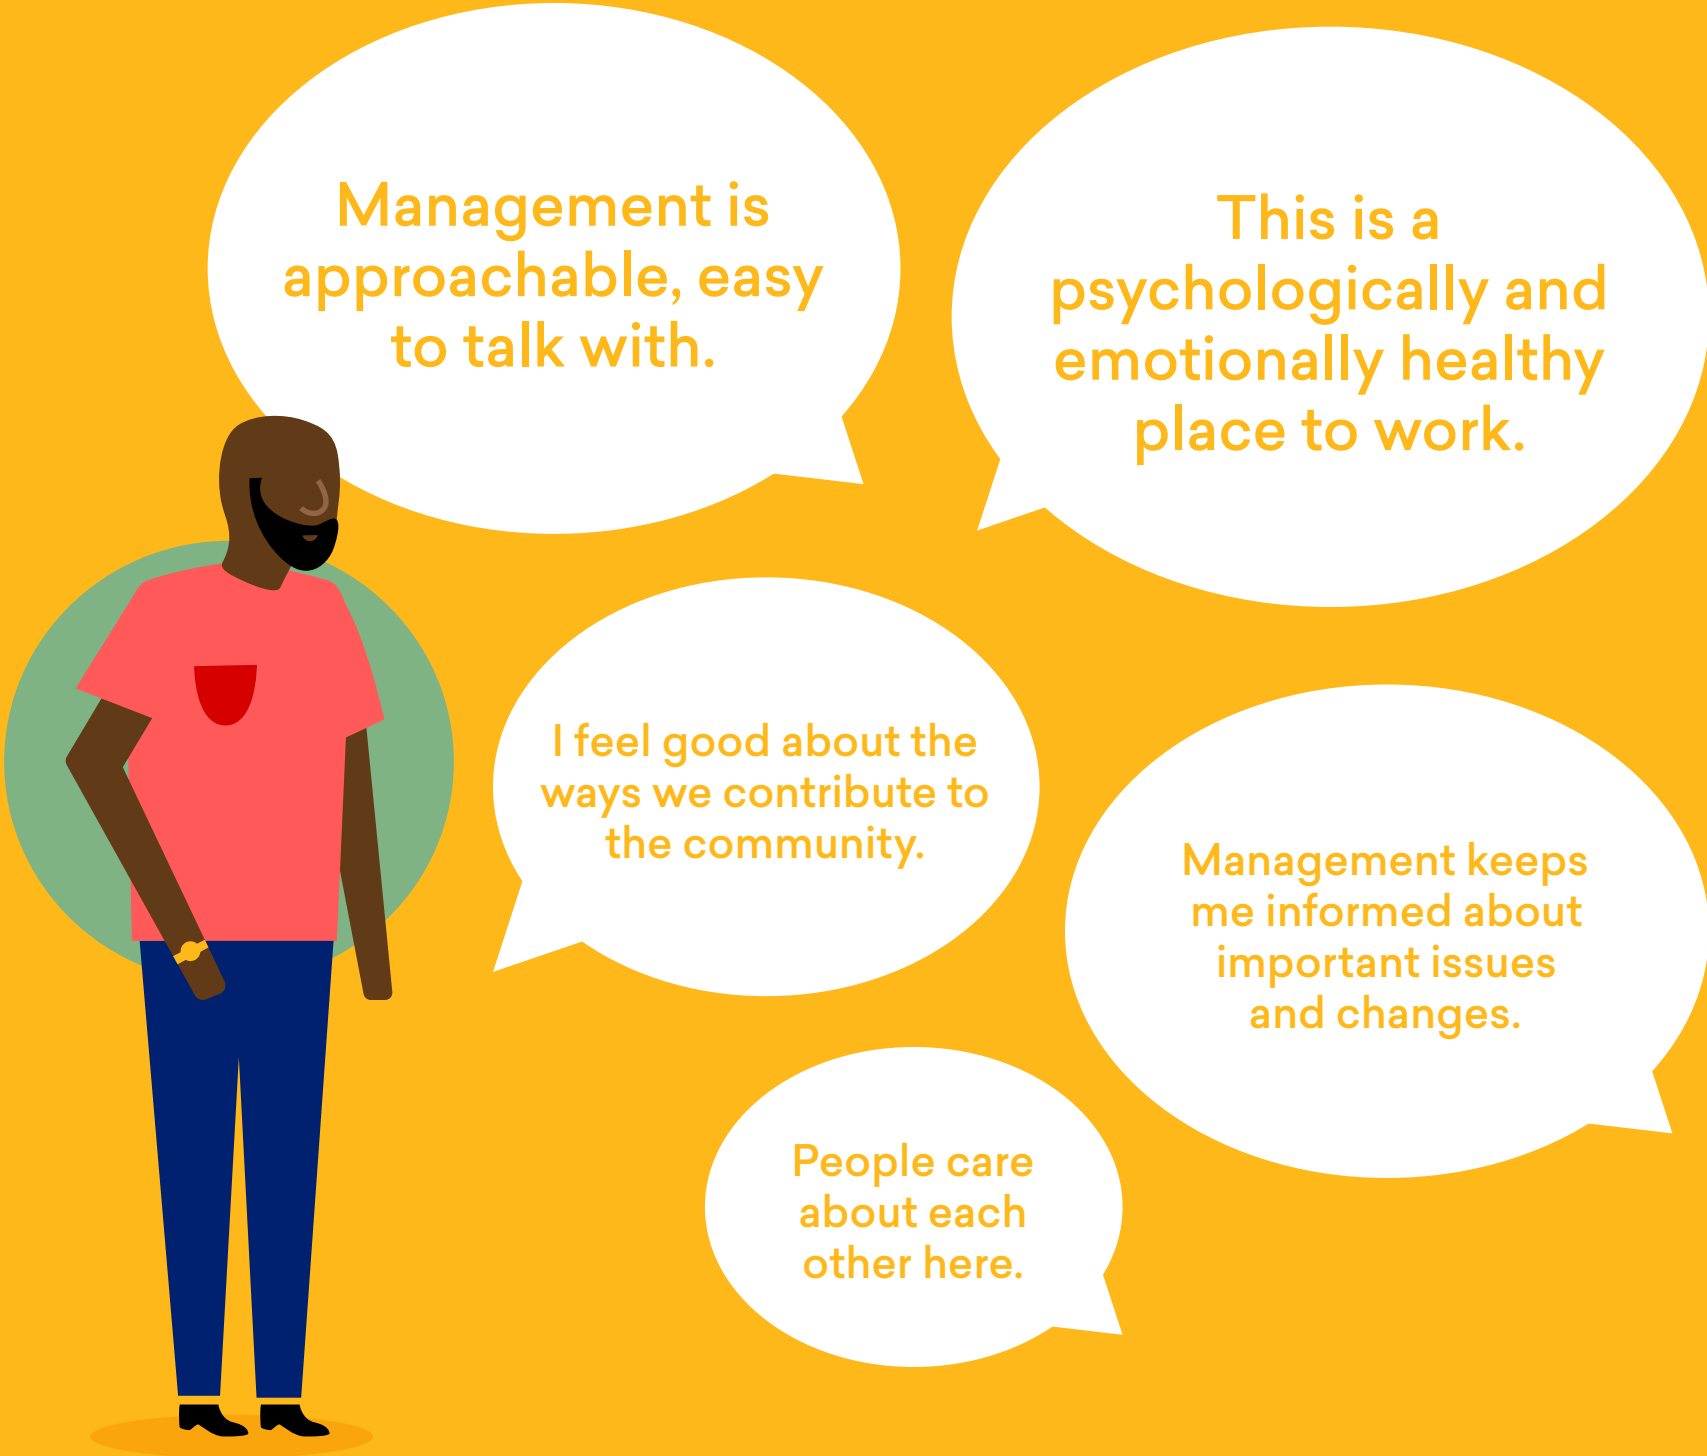 Management is
approachable, easy
to talk with.
This is a
psychologically and
emotionally healthy
place to work.
I feel good about the
ways we contribute to
the community.
Management keeps
me informed about
important issues
and changes.
People care
about each
other here.